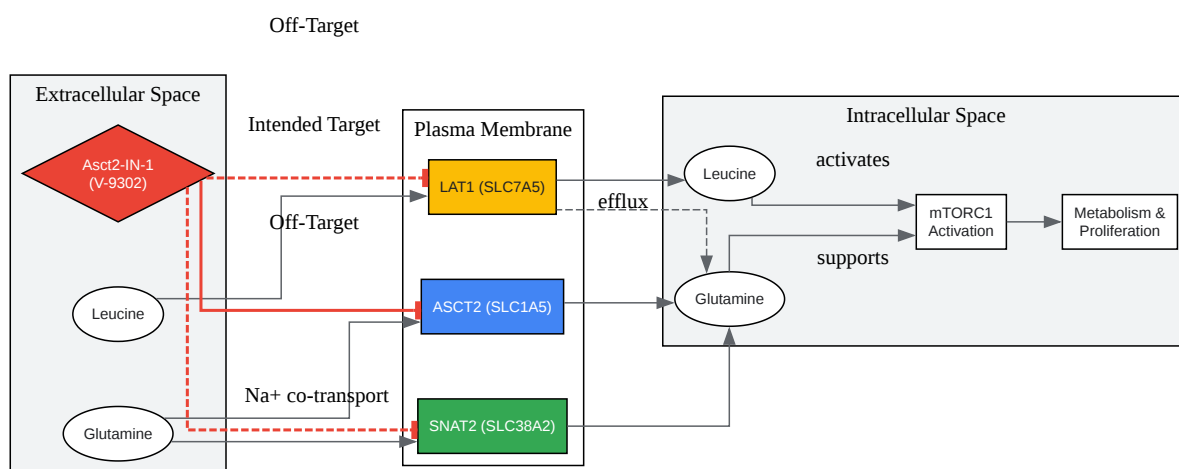 Off-Target
Extracellular Space
Asct2-IN-1
(V-9302)
Leucine
Glutamine
Intended Target
Off-Target
Na+ co-transport
Plasma Membrane
LAT1 (SLC7A5)
ASCT2 (SLC1A5)
SNAT2 (SLC38A2)
efflux
Intracellular Space
Leucine
activates
Glutamine
supports
mTORC1
Activation
Metabolism &
Proliferation